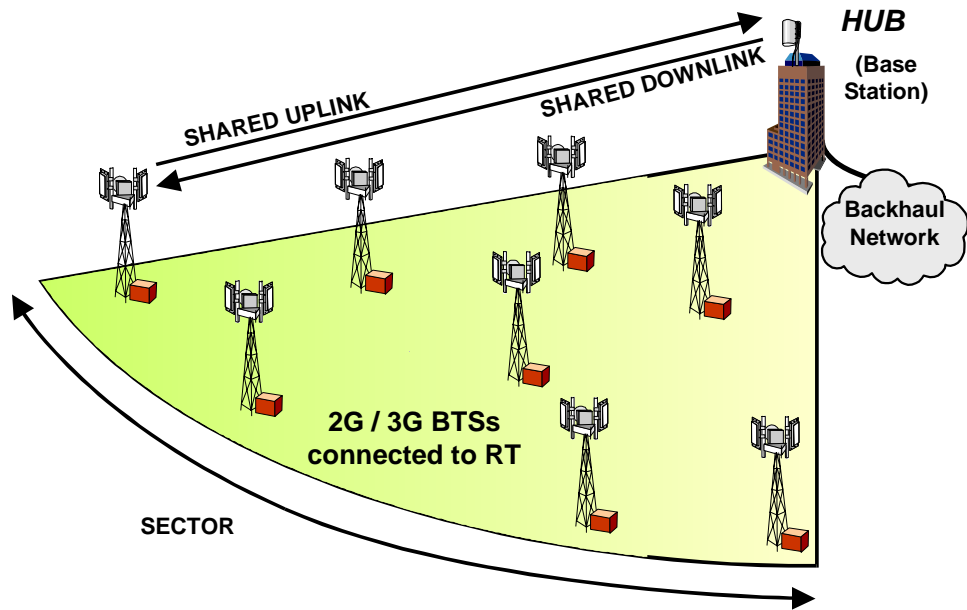 HUB
(Base
Station)
SHARED UPLINK
SHARED DOWNLINK
Backhaul
Network
2G / 3G BTSs
connected to RT
SECTOR